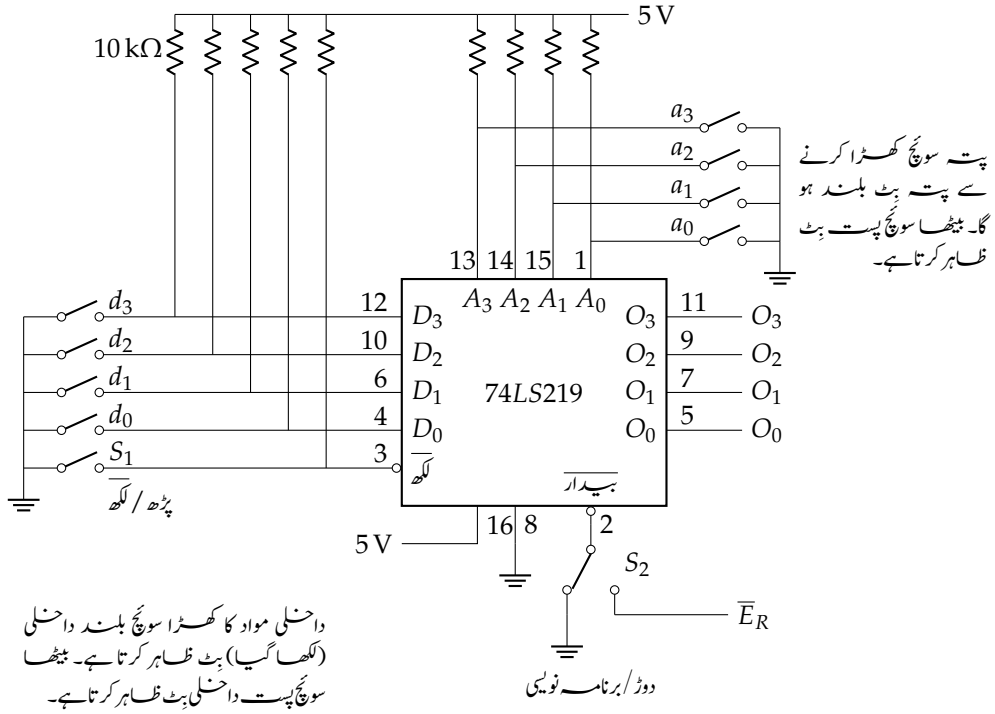 5 V
10 kΩ
a3
a2
a1
a0
پتہ سوئچ کھڑا کرنے
سے پتہ بِٹ بلند ہو
گا۔ بیٹھا سوئچ پست بِٹ
ظاہر کرتا ہے۔
13 14 15 1
A3 A2 A1 A0
d3 12 D3 O3 11 O3
d2 10 D2 O2 9 O2
d1 6 D1 74LS219 O1 7 O1
d0 4 D0 O0 5 O0
S1 3 لکھ
پڑھ / لکھ
بیدار
5 V 16 8 2
S2
E̅R
دوڑ / برنامہ نویسی
داخلی مواد کا کھڑا سوئچ بلند داخلی
(لکھا گیا) بِٹ ظاہر کرتا ہے۔ بیٹھا
سوئچ پست داخلی بِٹ ظاہر کرتا ہے۔